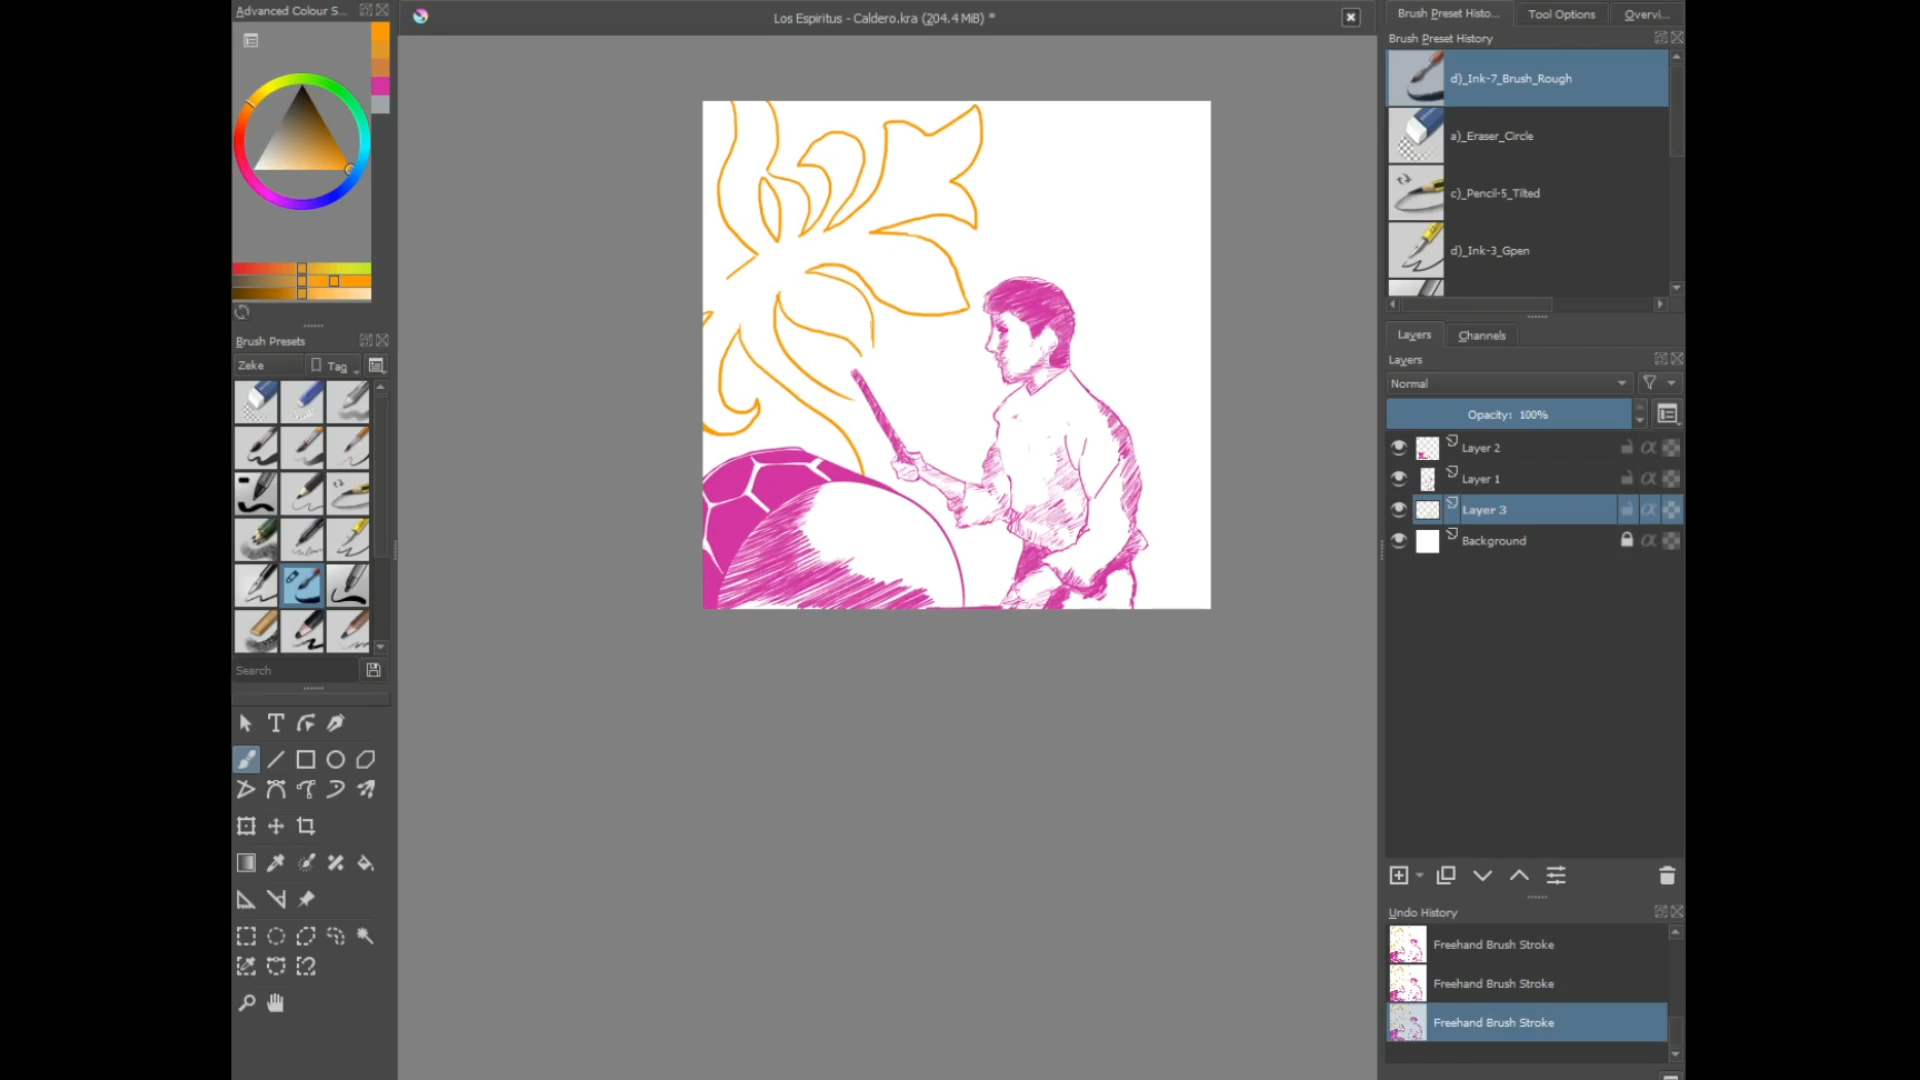 Advanced Colour S...
Los Espiritus - Caldero.kra (204.4 MiB) *
Brush Preset Histo...
Tool Options
Overvi...
Brush Preset History
d)_Ink-7_Brush_Rough
a)_Eraser_Circle
c)_Pencil-5_Tilted
d)_Ink-3_Gpen
Layers
Channels
Layers
Normal
Opacity: 100%
Layer 2
Layer 1
Layer 3
Background
Brush Presets
Zeke
Tag
Search
Undo History
Freehand Brush Stroke
Freehand Brush Stroke
Freehand Brush Stroke